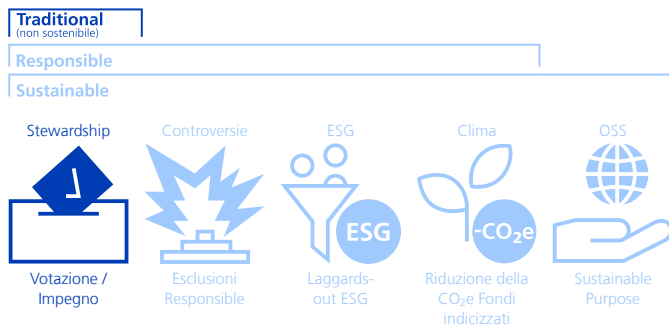 Traditional
(non sostenibile)
Responsible
Sustainable
Stewardship
Controversie
ESG
Clima
OSS
ESG
-CO₂e
Votazione /
Impegno
Esclusioni
Responsible
Laggards-
out ESG
Riduzione della
CO₂e Fondi
indicizzati
Sustainable
Purpose